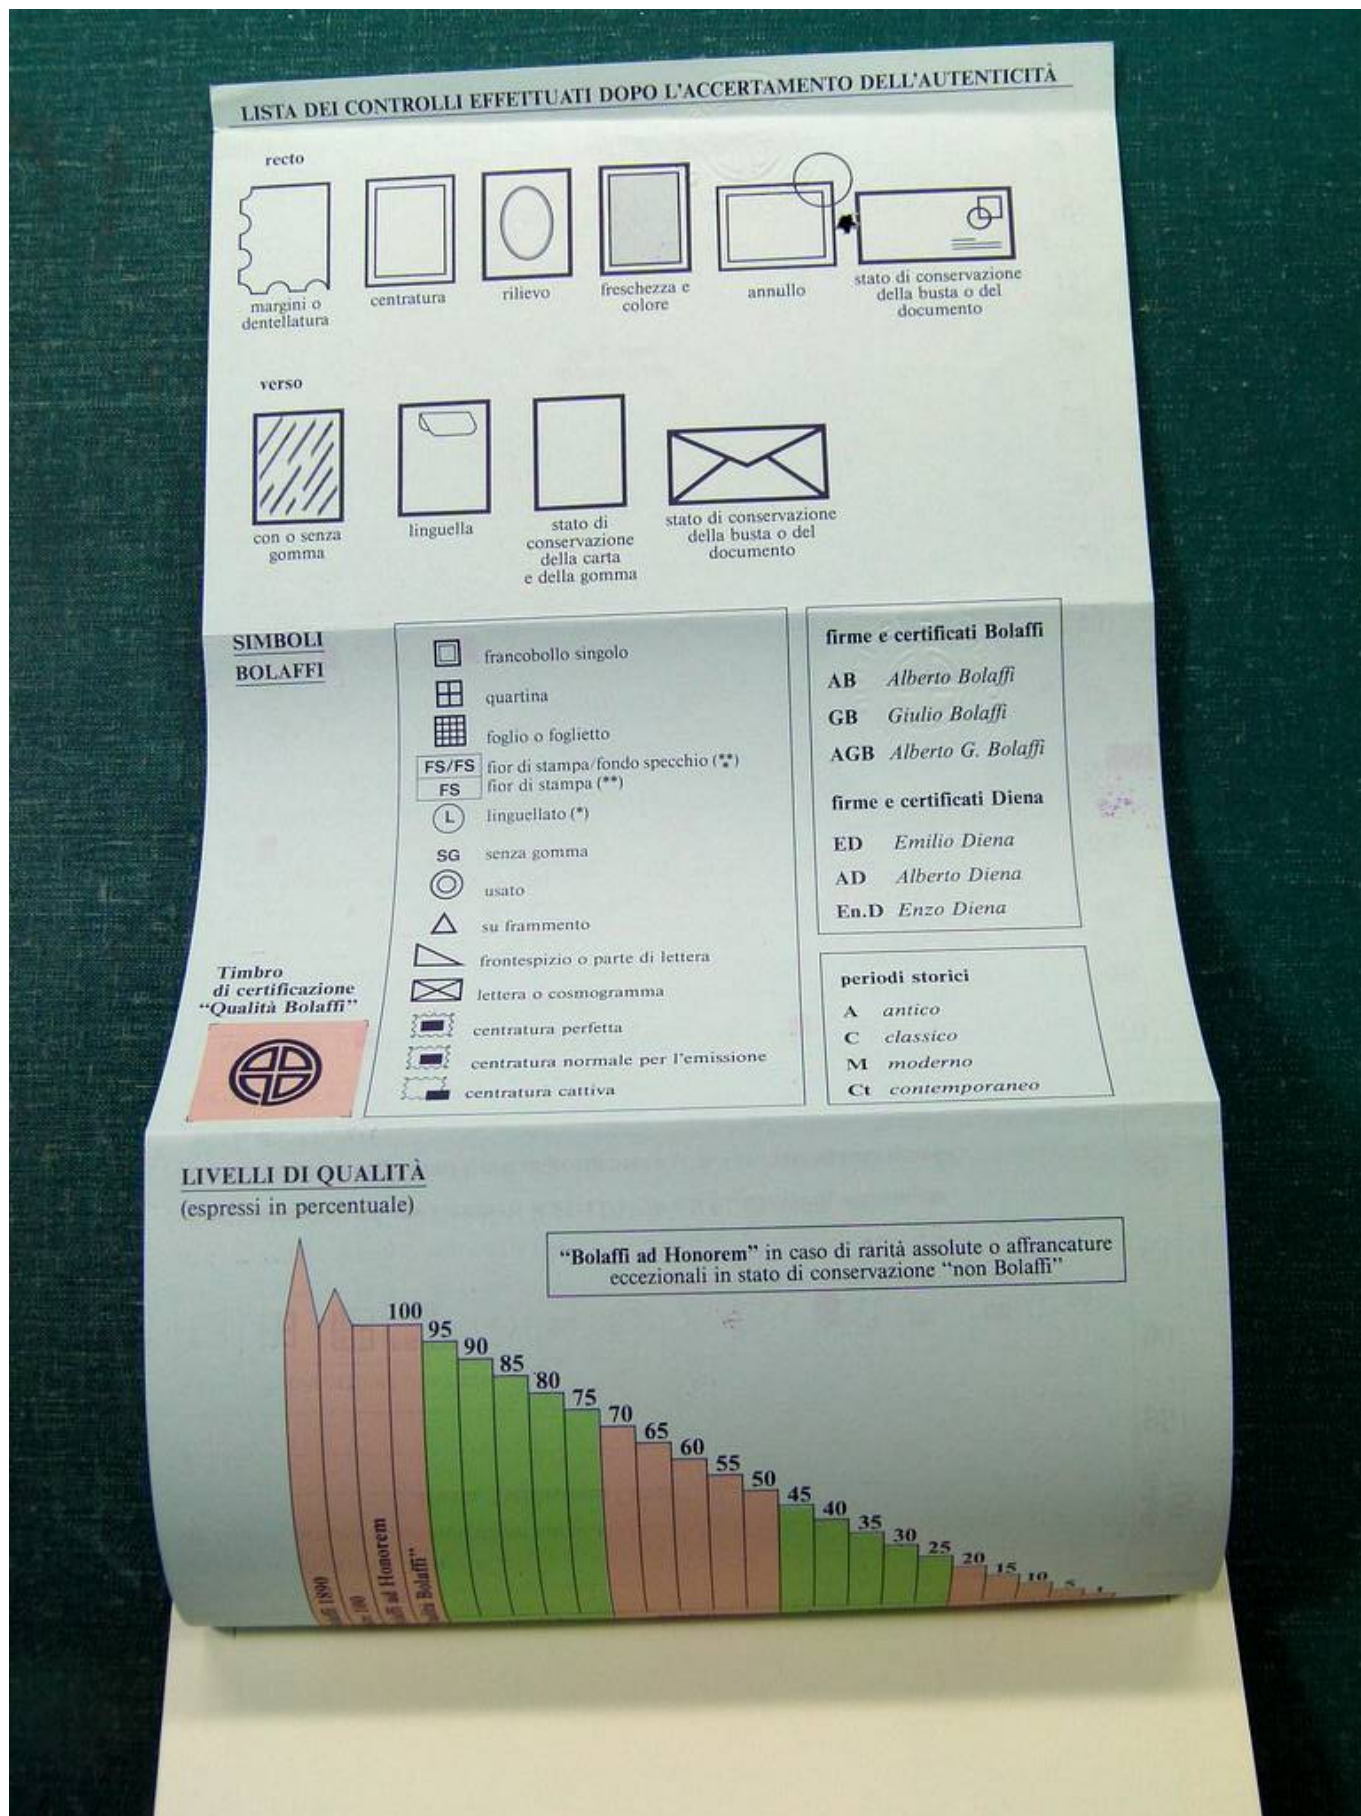 LISTA DEI CONTROLLI EFFETTUATI DOPO L'ACCERTAMENTO DELL'AUTENTICITÀ
recto
margini o
dentellatura
centratura
rilievo
freschezza e
colore
annullo
stato di conservazione
della busta o del
documento
verso
con o senza
gomma
linguella
stato di
conservazione
della carta
e della gomma
stato di conservazione
della busta o del
documento
SIMBOLI
BOLAFFI
francobollo singolo
quartina
foglio o foglietto
FS/FS fior di stampa/fondo specchio (**)
FS fior di stampa (**)
L linguellato (*)
SG senza gomma
usato
su frammento
frontespizio o parte di lettera
lettera o cosmogramma
centratura perfetta
centratura normale per l'emissione
centratura cattiva
firme e certificati Bolaffi
AB Alberto Bolaffi
GB Giulio Bolaffi
AGB Alberto G. Bolaffi
firme e certificati Diena
ED Emilio Diena
AD Alberto Diena
En.D Enzo Diena
periodi storici
A antico
C classico
M moderno
Ct contemporaneo
Timbro
di certificazione
"Qualità Bolaffi"
LIVELLI DI QUALITÀ
(espressi in percentuale)
"Bolaffi ad Honorem" in caso di rarità assolute o affrancature
eccezionali in stato di conservazione "non Bolaffi"
100
95
90
85
80
75
70
65
60
55
50
45
40
35
30
25
20
15
10
5
1890
100
ad Honorem
Bolaffi"